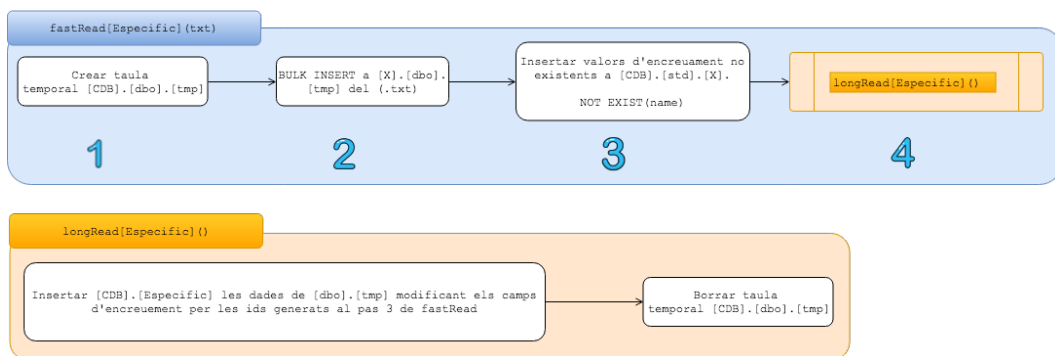 fastRead[Especific](txt)
Crear taula
temporal [CDB].[dbo].[tmp]
BULK INSERT a [X].[dbo].
[tmp] del (.txt)
Insertar valors d'encreuament no
existents a [CDB].[std].[X].
NOT EXIST(name)
longRead[Especific]()
1
2
3
4
longRead[Especific]()
Insertar [CDB].[Especific] les dades de [dbo].[tmp] modificant els camps
d'encreuement per les ids generats al pas 3 de fastRead
Borrar taula
temporal [CDB].[dbo].[tmp]